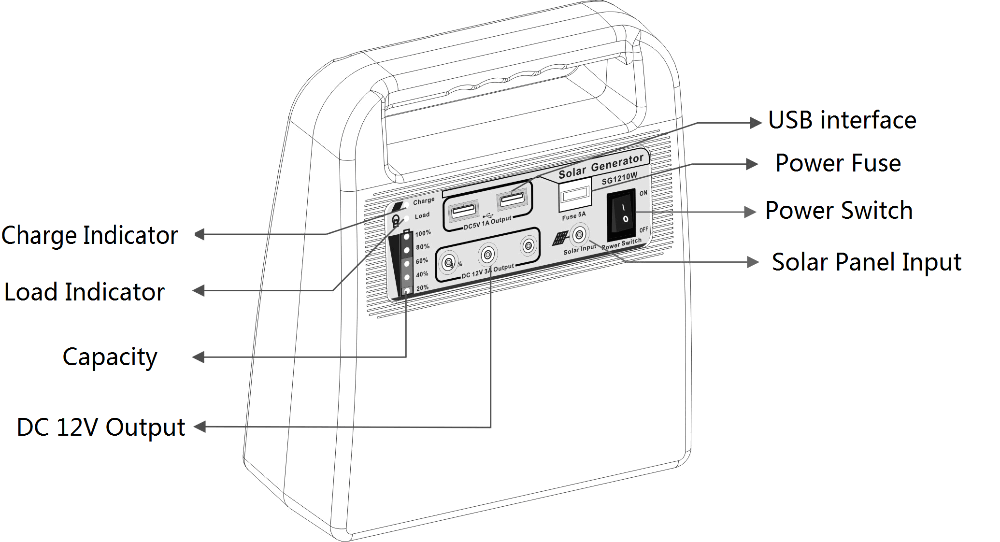 USB interface
Power Fuse
Power Switch
Solar Panel Input
Charge Indicator
Load Indicator
Capacity
DC 12V Output
Solar Generator
SG1210W
Charge
Load
100%
80%
60%
40%
20%
DC5V 1A Output
DC 12V 3A Output
Fuse 5A
Solar Input
ON
OFF
Power Switch